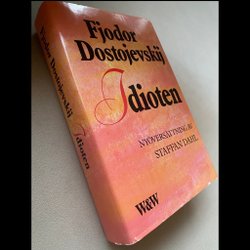 Fjodor
Dostojevskij
Idioten
NYÖVERSÄTTNING AV
STAFFAN DAHL
W&W
Fjodor Dostojevskij
Idioten